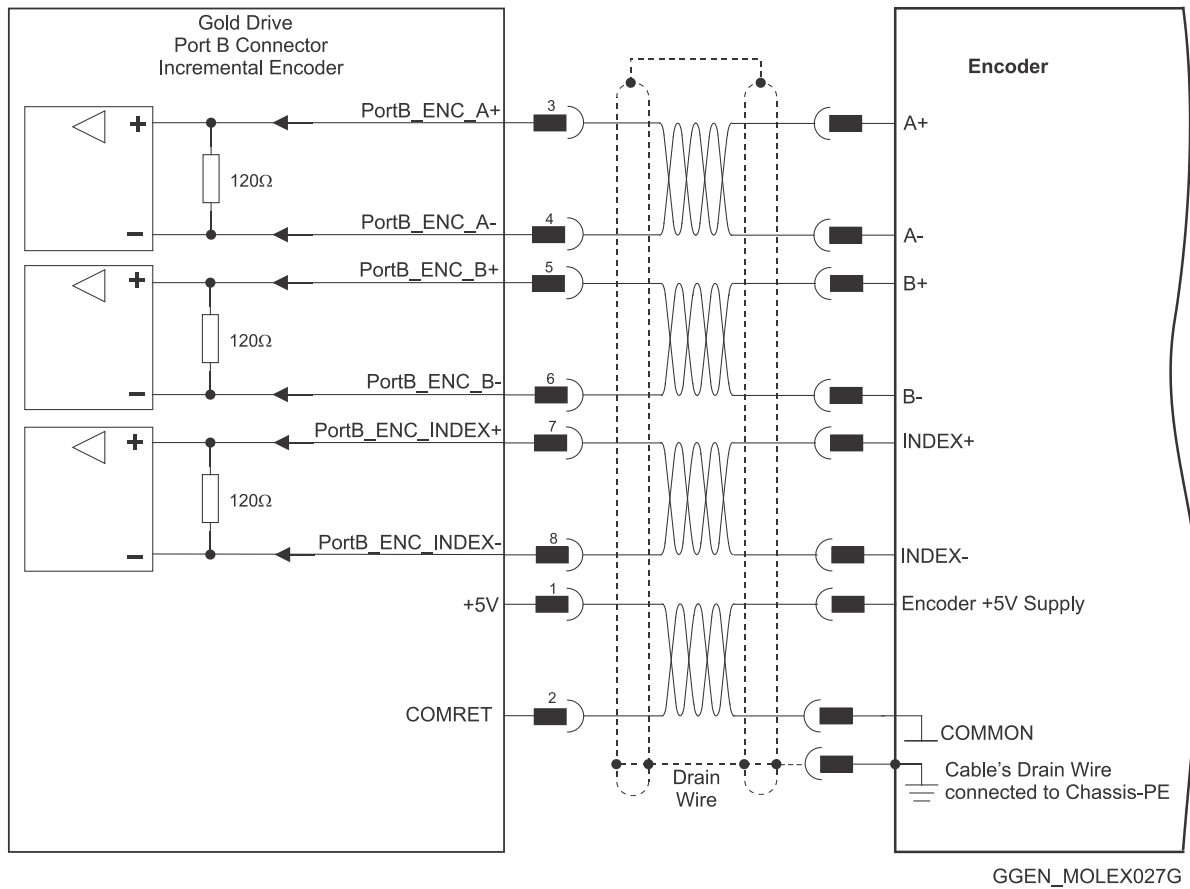 Gold Drive
Port B Connector
Incremental Encoder
Encoder
+
PortB_ENC_A+
3
A+
120Ω
-
PortB_ENC_A-
4
A-
+
PortB_ENC_B+
5
B+
120Ω
-
PortB_ENC_B-
6
B-
+
PortB_ENC_INDEX+
7
INDEX+
120Ω
-
PortB_ENC_INDEX-
8
INDEX-
+5V
1
Encoder +5V Supply
COMRET
2
COMMON
Drain
Wire
Cable's Drain Wire
connected to Chassis-PE
GGEN_MOLEX027G